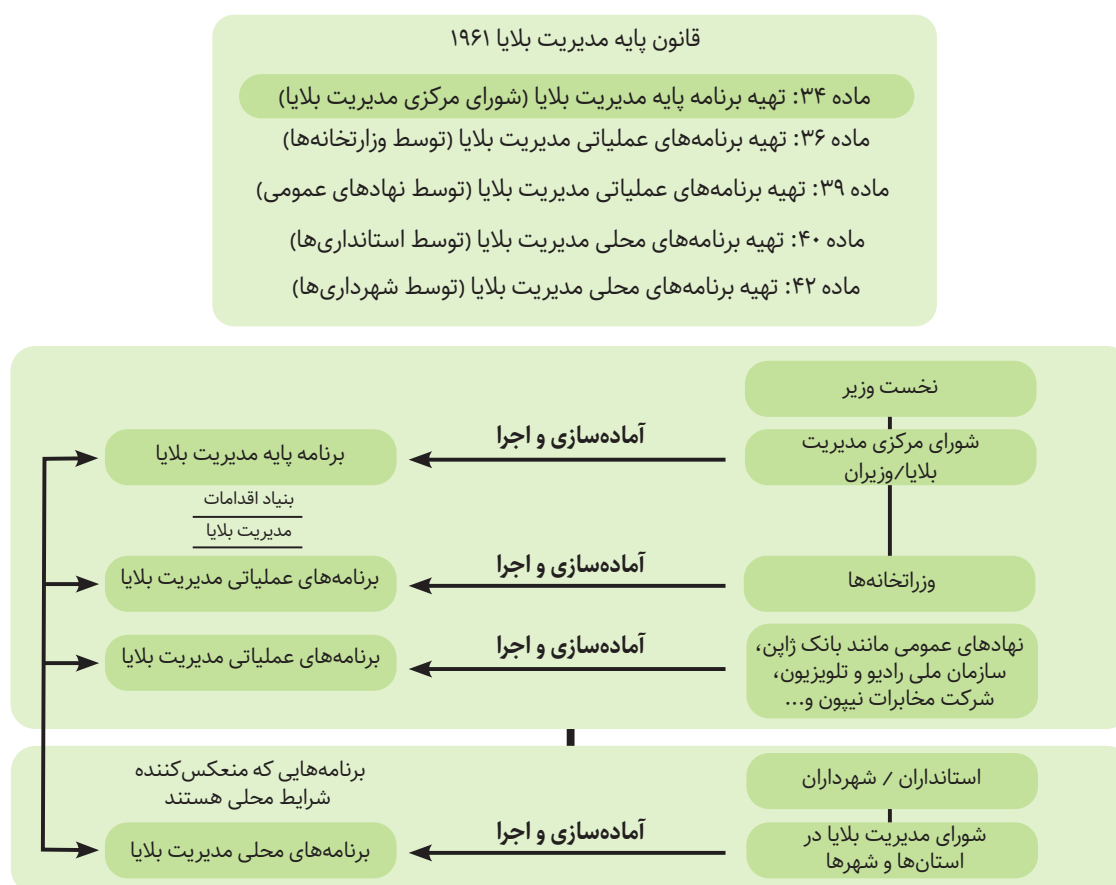 قانون پایه مدیریت بلایا ۱۹۶۱
ماده ۳۴: تهیه برنامه پایه مدیریت بلایا (شورای مرکزی مدیریت بلایا)
ماده ۳۶: تهیه برنامه‌های عملیاتی مدیریت بلایا (توسط وزارتخانه‌ها)
ماده ۳۹: تهیه برنامه‌های عملیاتی مدیریت بلایا (توسط نهادهای عمومی)
ماده ۴۰: تهیه برنامه‌های محلی مدیریت بلایا (توسط استانداری‌ها)
ماده ۴۲: تهیه برنامه‌های محلی مدیریت بلایا (توسط شهرداری‌ها)
نخست وزیر
شورای مرکزی مدیریت
بلایا/وزیران
آماده‌سازی و اجرا
برنامه پایه مدیریت بلایا
بنیاد اقدامات
مدیریت بلایا
وزراتخانه‌ها
آماده‌سازی و اجرا
برنامه‌های عملیاتی مدیریت بلایا
نهادهای عمومی مانند بانک ژاپن،
سازمان ملی رادیو و تلویزیون،
شرکت مخابرات نیپون و...
آماده‌سازی و اجرا
برنامه‌های عملیاتی مدیریت بلایا
استانداران / شهرداران
شورای مدیریت بلایا در
استان‌ها و شهرها
آماده‌سازی و اجرا
برنامه‌هایی که منعکس‌کننده
شرایط محلی هستند
برنامه‌های محلی مدیریت بلایا